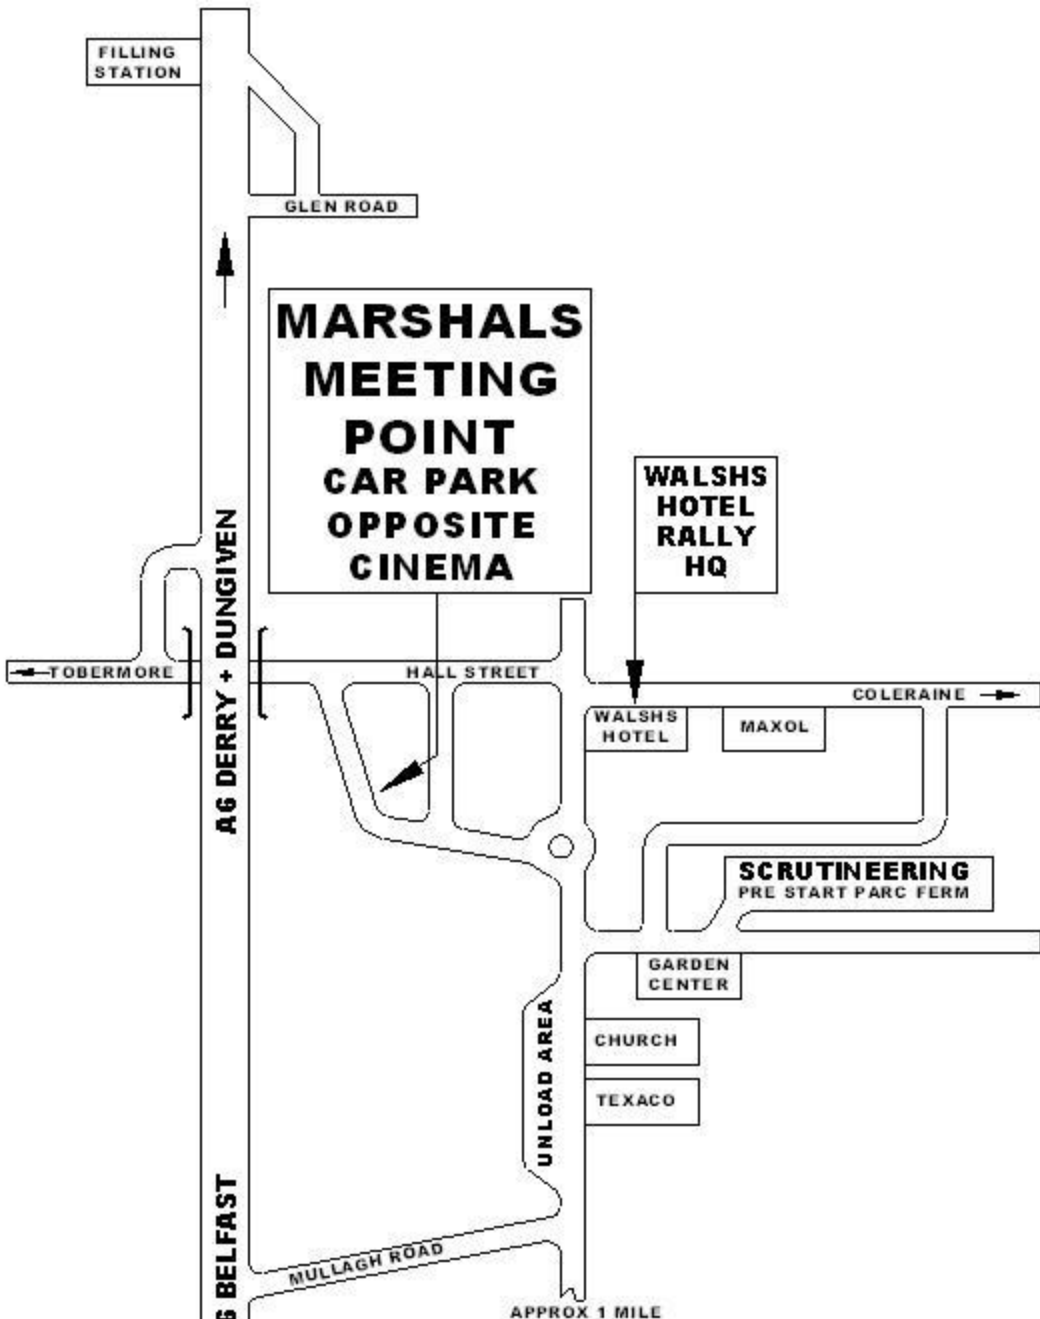 FILLING
STATION
GLEN ROAD
MARSHALS
MEETING
POINT
CAR PARK
OPPOSITE
CINEMA
WALSHS
HOTEL
RALLY
HQ
A6 DERRY + DUNGIVEN
TOBERMORE
HALL STREET
COLERAINE
WALSHS
HOTEL
MAXOL
SCRUTINEERING
PRE START PARC FERM
GARDEN
CENTER
UNLOAD AREA
CHURCH
TEXACO
6 BELFAST
MULLAGH ROAD
APPROX 1 MILE